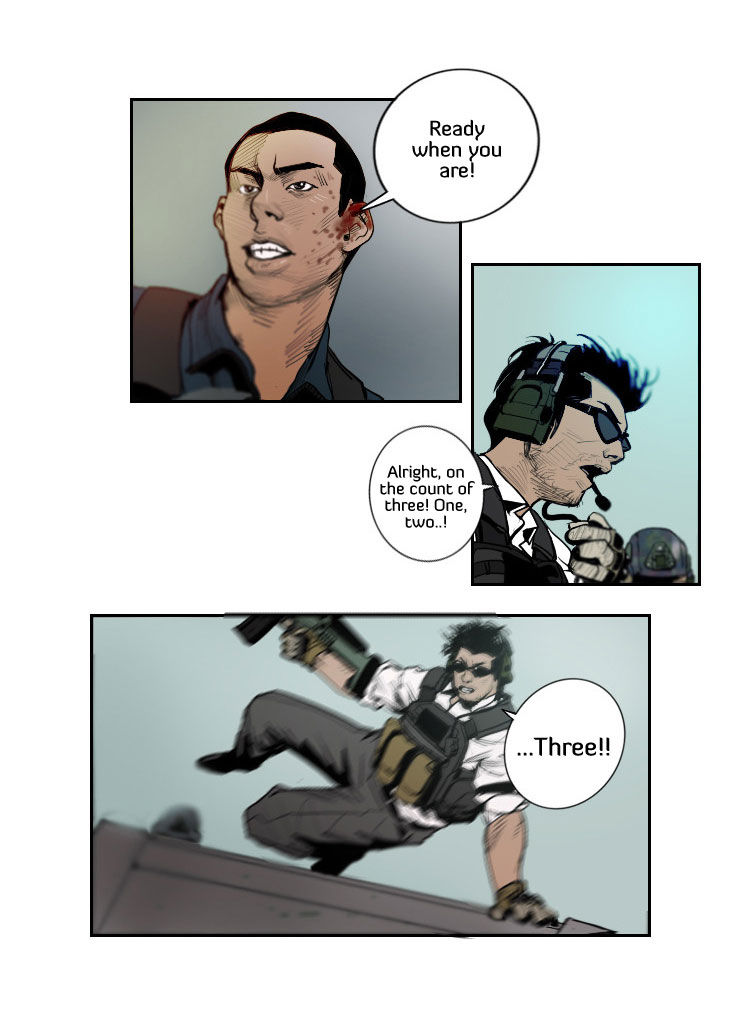 Ready
when you
are!
Alright, on
the count of
three! One,
two..!
...Three!!